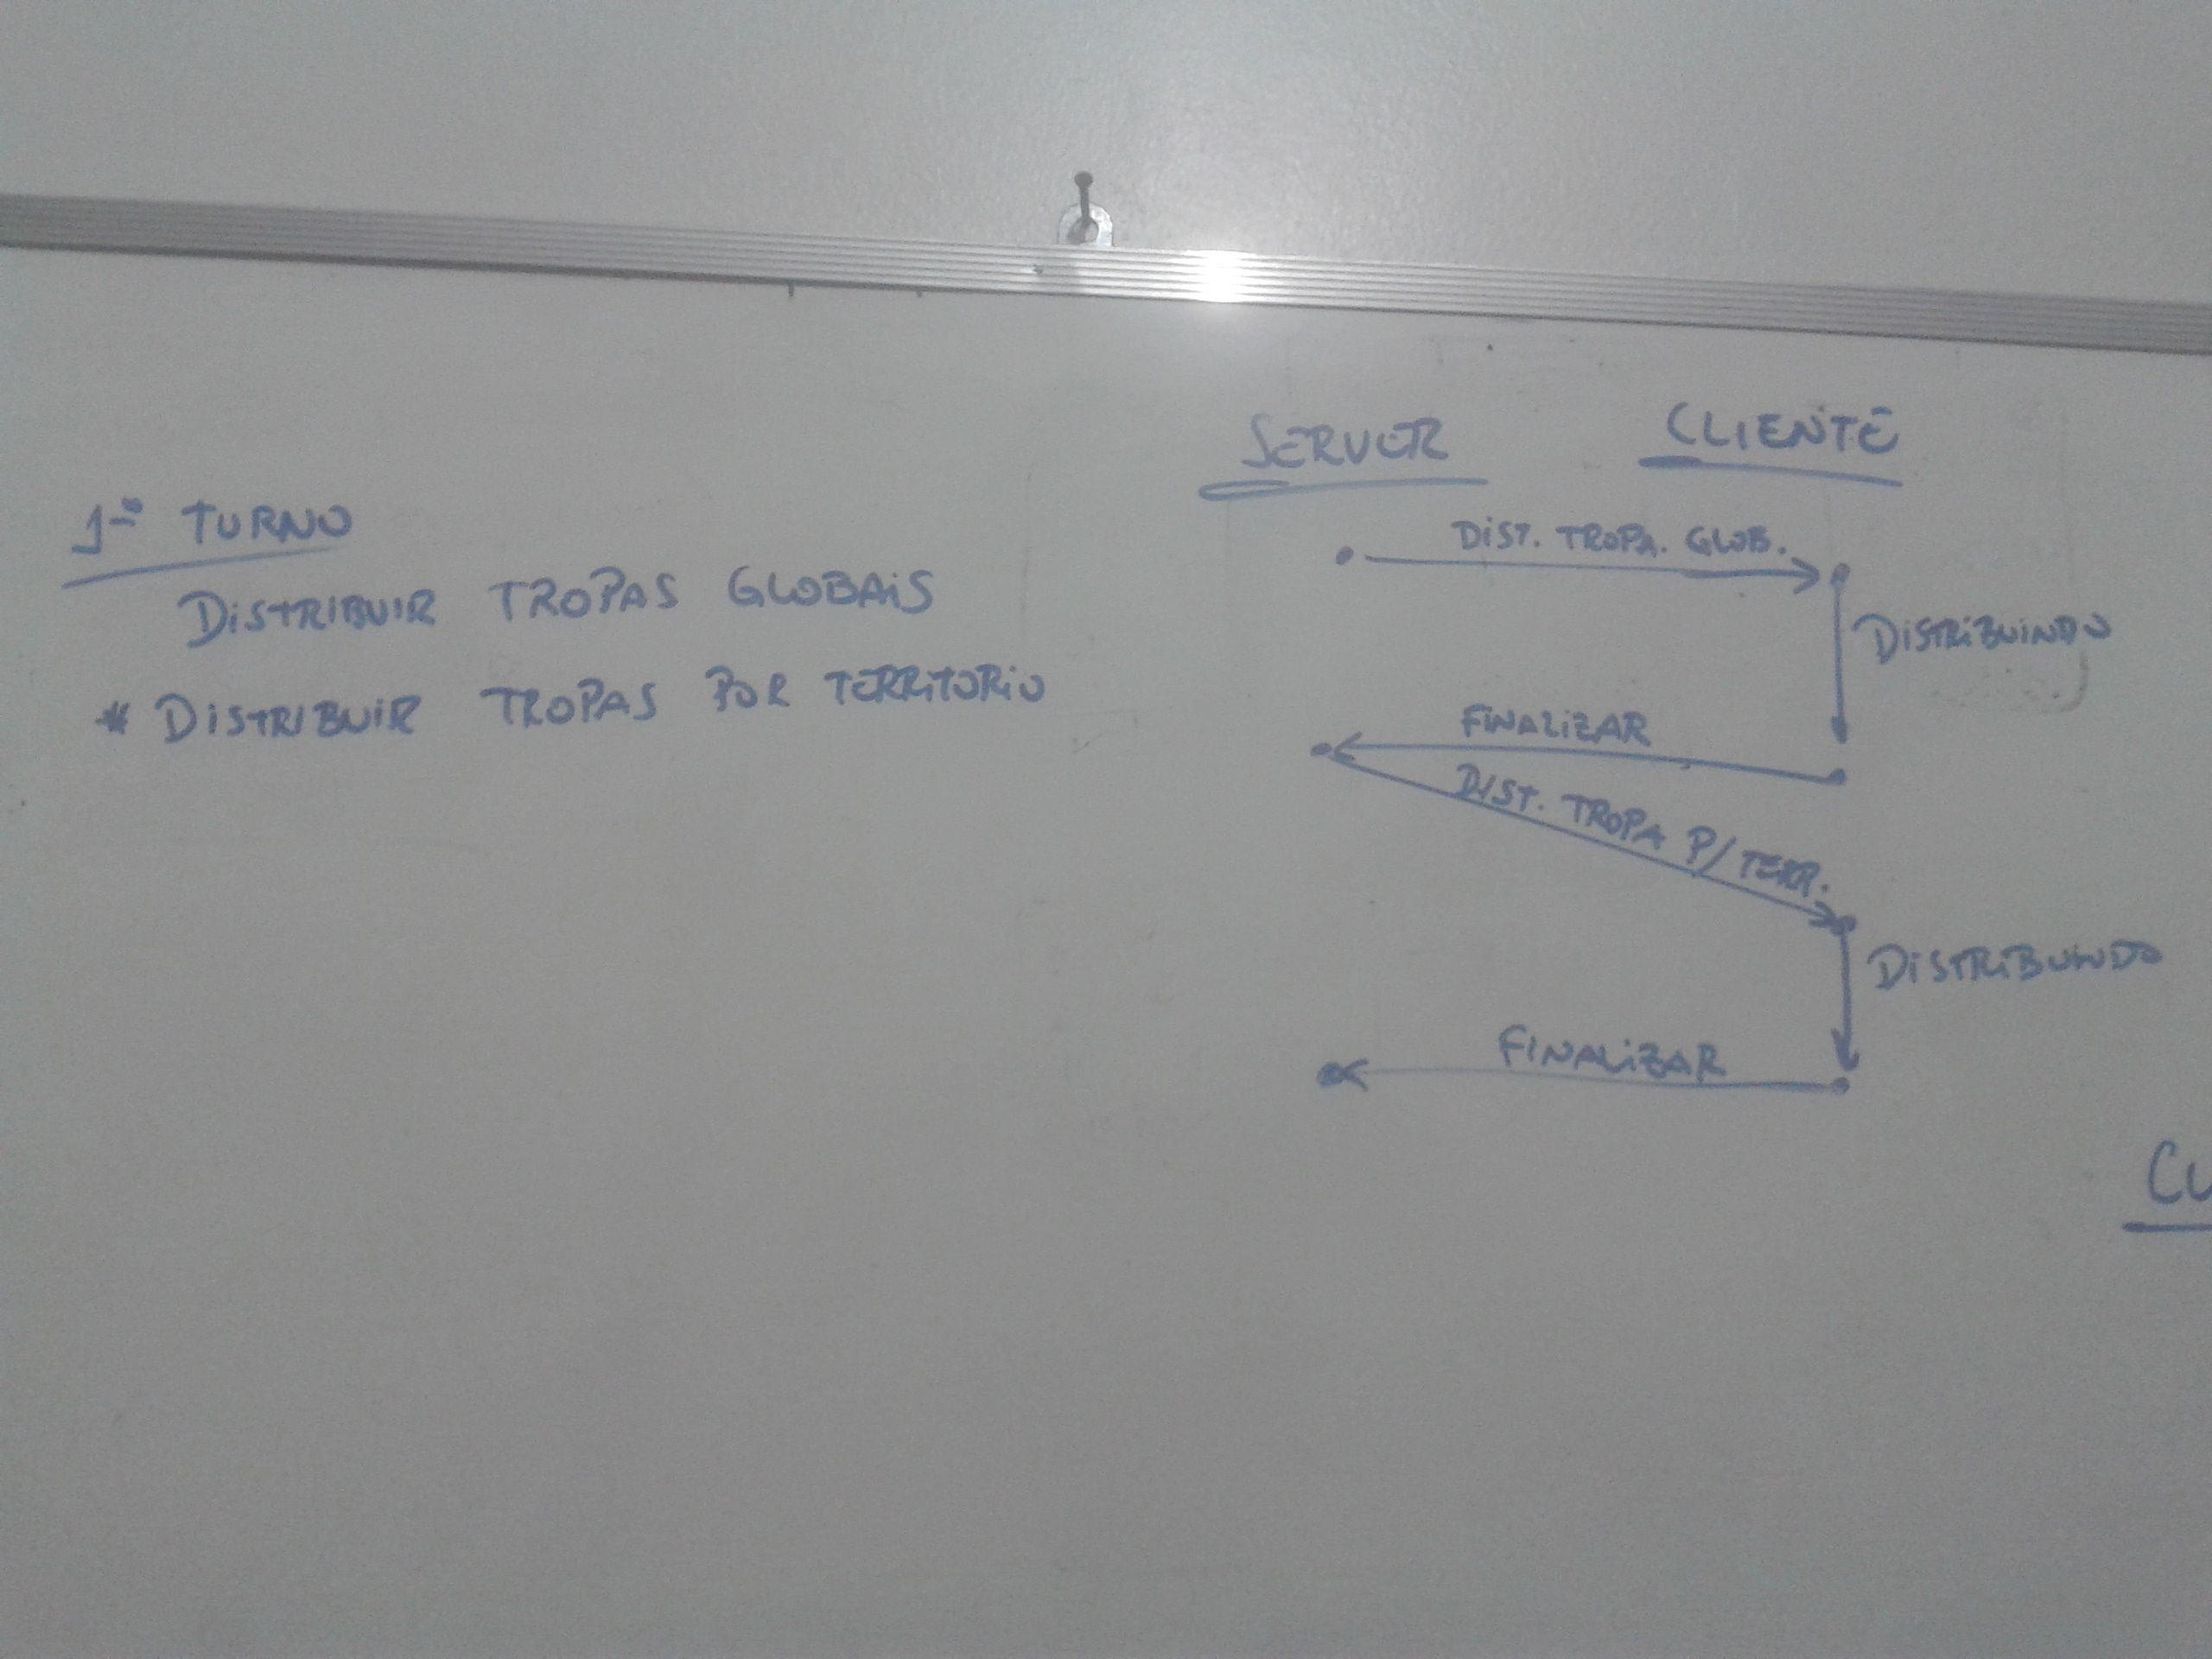 1º TURNO
DISTRIBUIR TROPAS GLOBAIS
* DISTRIBUIR TROPAS POR TERRITORIO
SERVER CLIENTE
DIST. TROPA. GLOB.
DISTRIBUINDO
FINALIZAR
DIST. TROPA P/ TERR.
DISTRIBUINDO
FINALIZAR